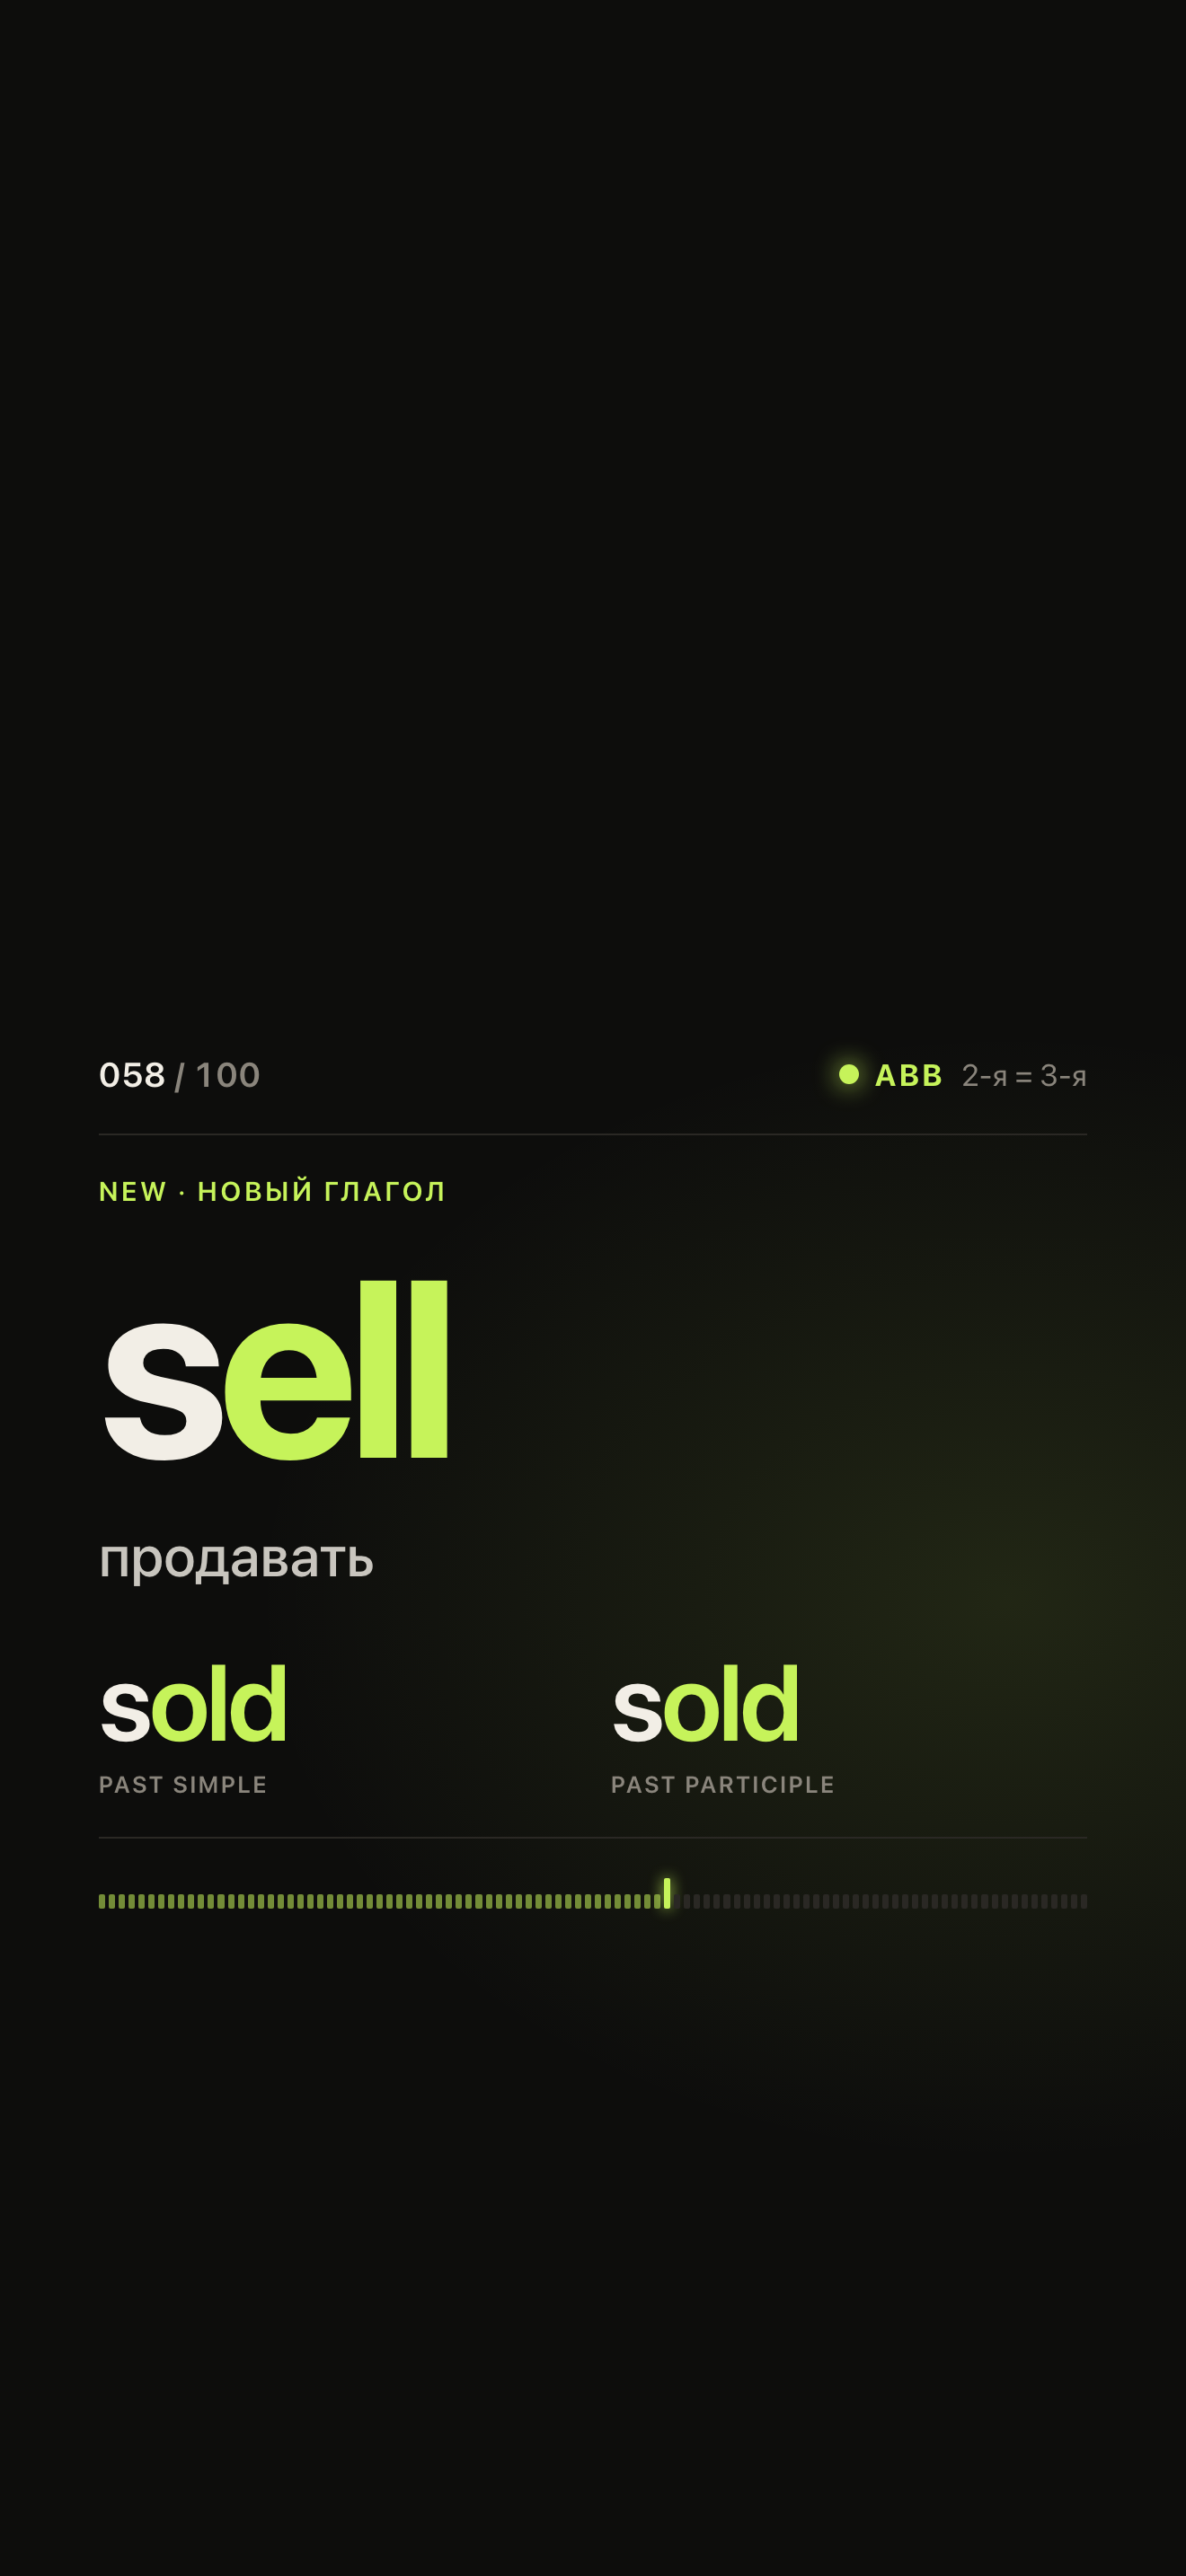 058 / 100
ABB 2-я = 3-я
NEW · НОВЫЙ ГЛАГОЛ
sell
продавать
sold
sold
PAST SIMPLE
PAST PARTICIPLE